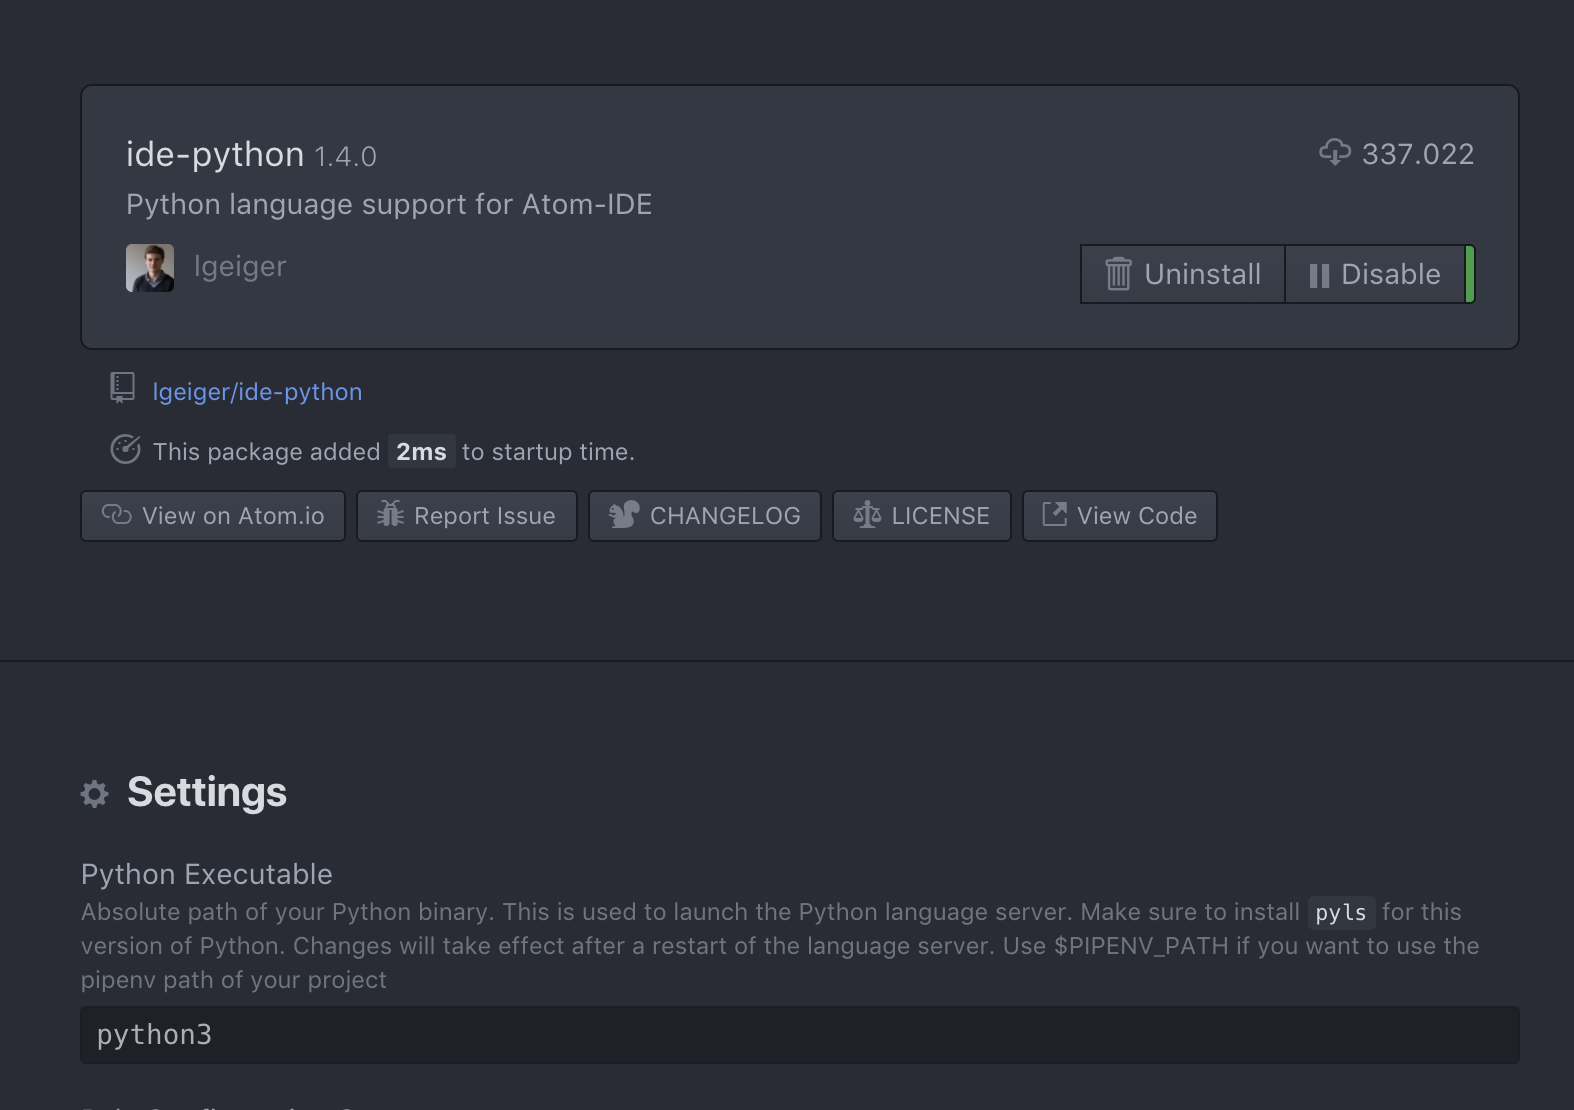 ide-python 1.4.0
337.022
Python language support for Atom-IDE
lgeiger
Uninstall
Disable
lgeiger/ide-python
This package added 2ms to startup time.
View on Atom.io
Report Issue
CHANGELOG
LICENSE
View Code
Settings
Python Executable
Absolute path of your Python binary. This is used to launch the Python language server. Make sure to install pyls for this
version of Python. Changes will take effect after a restart of the language server. Use $PIPENV_PATH if you want to use the
pipenv path of your project
python3